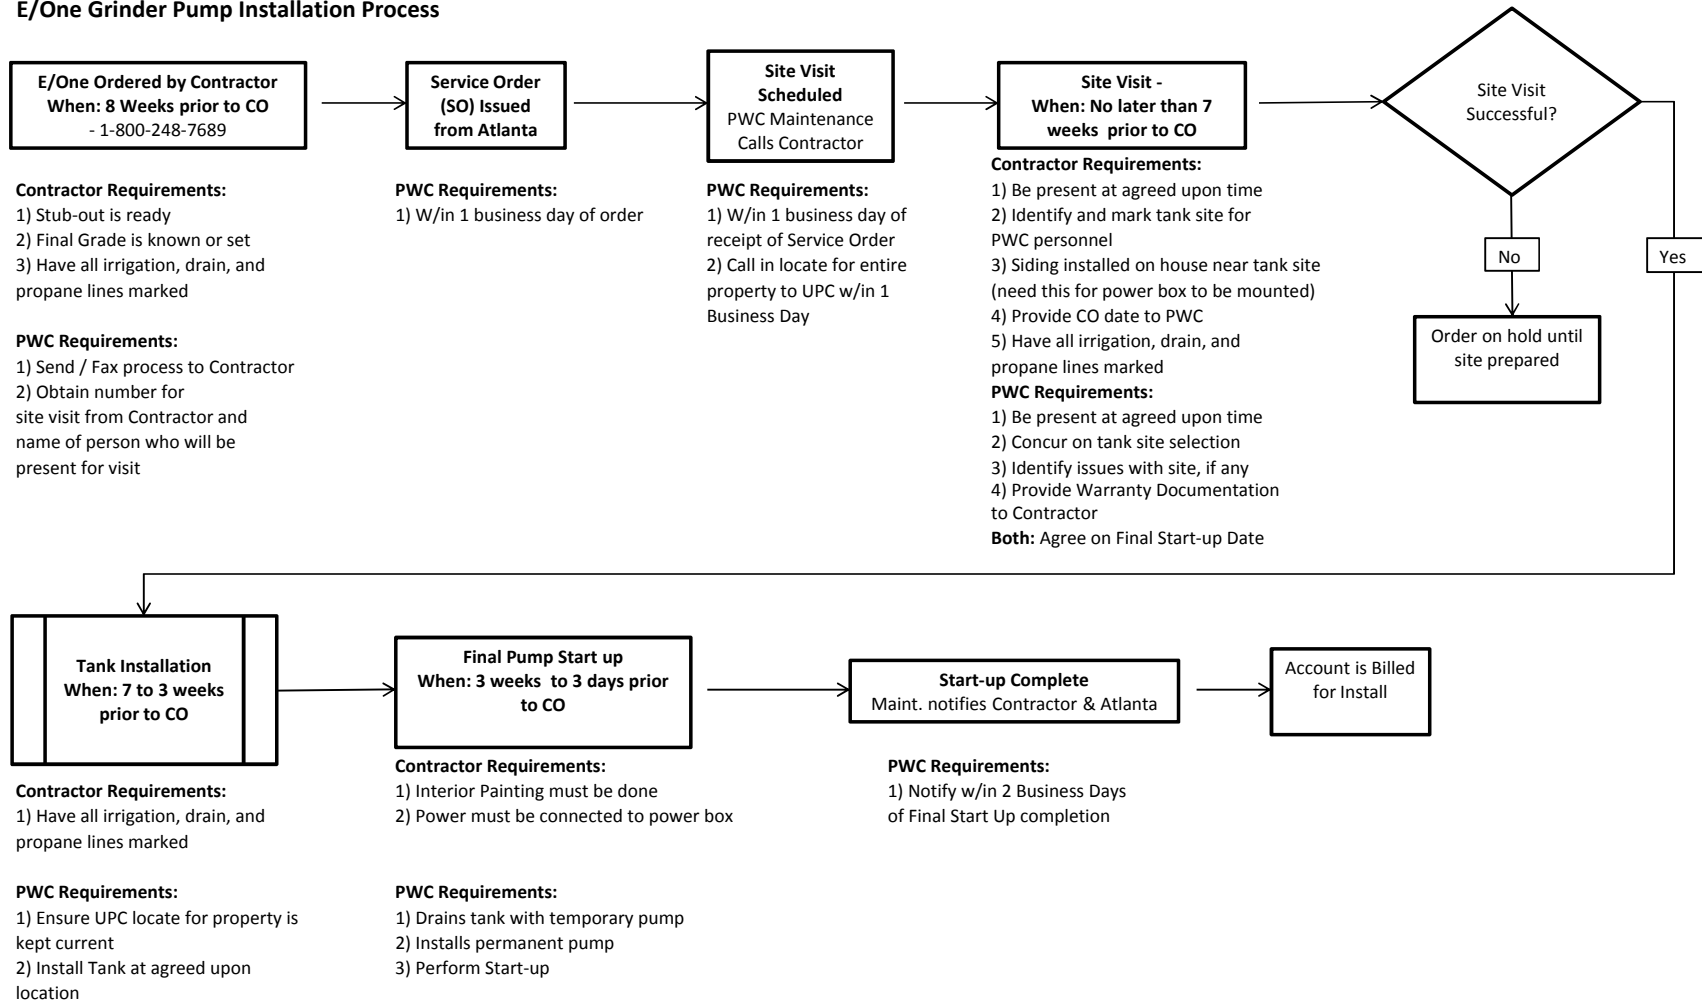 E/One Grinder Pump Installation Process
E/One Ordered by Contractor
When: 8 Weeks prior to CO
- 1-800-248-7689
Service Order
(SO) Issued
from Atlanta
Site Visit
Scheduled
PWC Maintenance
Calls Contractor
Site Visit -
When: No later than 7
weeks prior to CO
Site Visit
Successful?
Contractor Requirements:
1) Stub-out is ready
2) Final Grade is known or set
3) Have all irrigation, drain, and
propane lines marked
PWC Requirements:
1) Send / Fax process to Contractor
2) Obtain number for
site visit from Contractor and
name of person who will be
present for visit
PWC Requirements:
1) W/in 1 business day of order
PWC Requirements:
1) W/in 1 business day of
receipt of Service Order
2) Call in locate for entire
property to UPC w/in 1
Business Day
Contractor Requirements:
1) Be present at agreed upon time
2) Identify and mark tank site for
PWC personnel
3) Siding installed on house near tank site
(need this for power box to be mounted)
4) Provide CO date to PWC
5) Have all irrigation, drain, and
propane lines marked
PWC Requirements:
1) Be present at agreed upon time
2) Concur on tank site selection
3) Identify issues with site, if any
4) Provide Warranty Documentation
to Contractor
Both: Agree on Final Start-up Date
No
Yes
Order on hold until
site prepared
Tank Installation
When: 7 to 3 weeks
prior to CO
Final Pump Start up
When: 3 weeks to 3 days prior
to CO
Start-up Complete
Maint. notifies Contractor & Atlanta
Account is Billed
for Install
Contractor Requirements:
1) Have all irrigation, drain, and
propane lines marked
PWC Requirements:
1) Ensure UPC locate for property is
kept current
2) Install Tank at agreed upon
location
Contractor Requirements:
1) Interior Painting must be done
2) Power must be connected to power box
PWC Requirements:
1) Drains tank with temporary pump
2) Installs permanent pump
3) Perform Start-up
PWC Requirements:
1) Notify w/in 2 Business Days
of Final Start Up completion